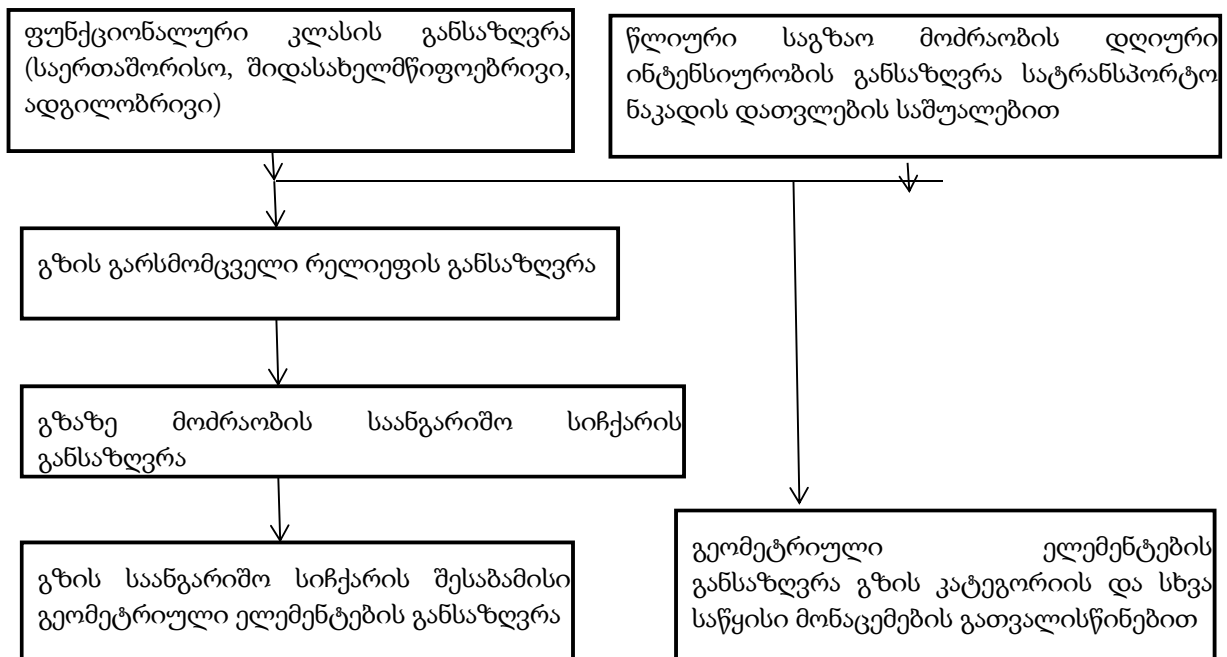 ფუნქციონალური კლასის განსაზღვრა
(საერთაშორისო, შიდასახელმწიფოებრივი,
ადგილობრივი)
წლიური საგზაო მოძრაობის დღიური
ინტენსიურობის განსაზღვრა სატრანსპორტო
ნაკადის დათვლების საშუალებით
გზის გარსმომცველი რელიეფის განსაზღვრა
გზაზე მოძრაობის საანგარიშო სიჩქარის
განსაზღვრა
გზის საანგარიშო სიჩქარის შესაბამისი
გეომეტრიული ელემენტების განსაზღვრა
გეომეტრიული ელემენტების
განსაზღვრა გზის კატეგორიის და სხვა
საწყისი მონაცემების გათვალისწინებით